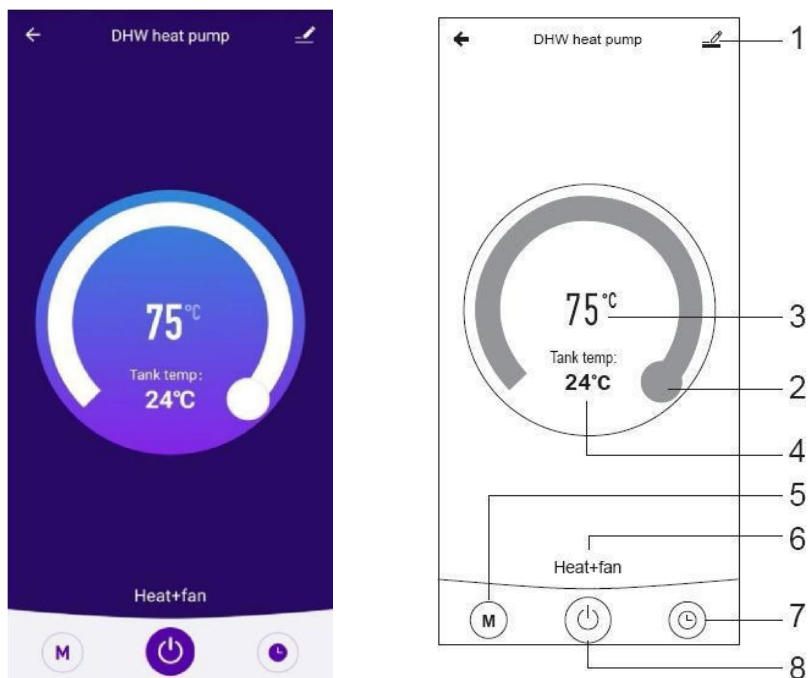 DHW heat pump
75°C
Tank temp:
24°C
Heat+fan
M
DHW heat pump
1
75°C
3
Tank temp:
24°C
2
4
5
6
Heat+fan
M
7
8